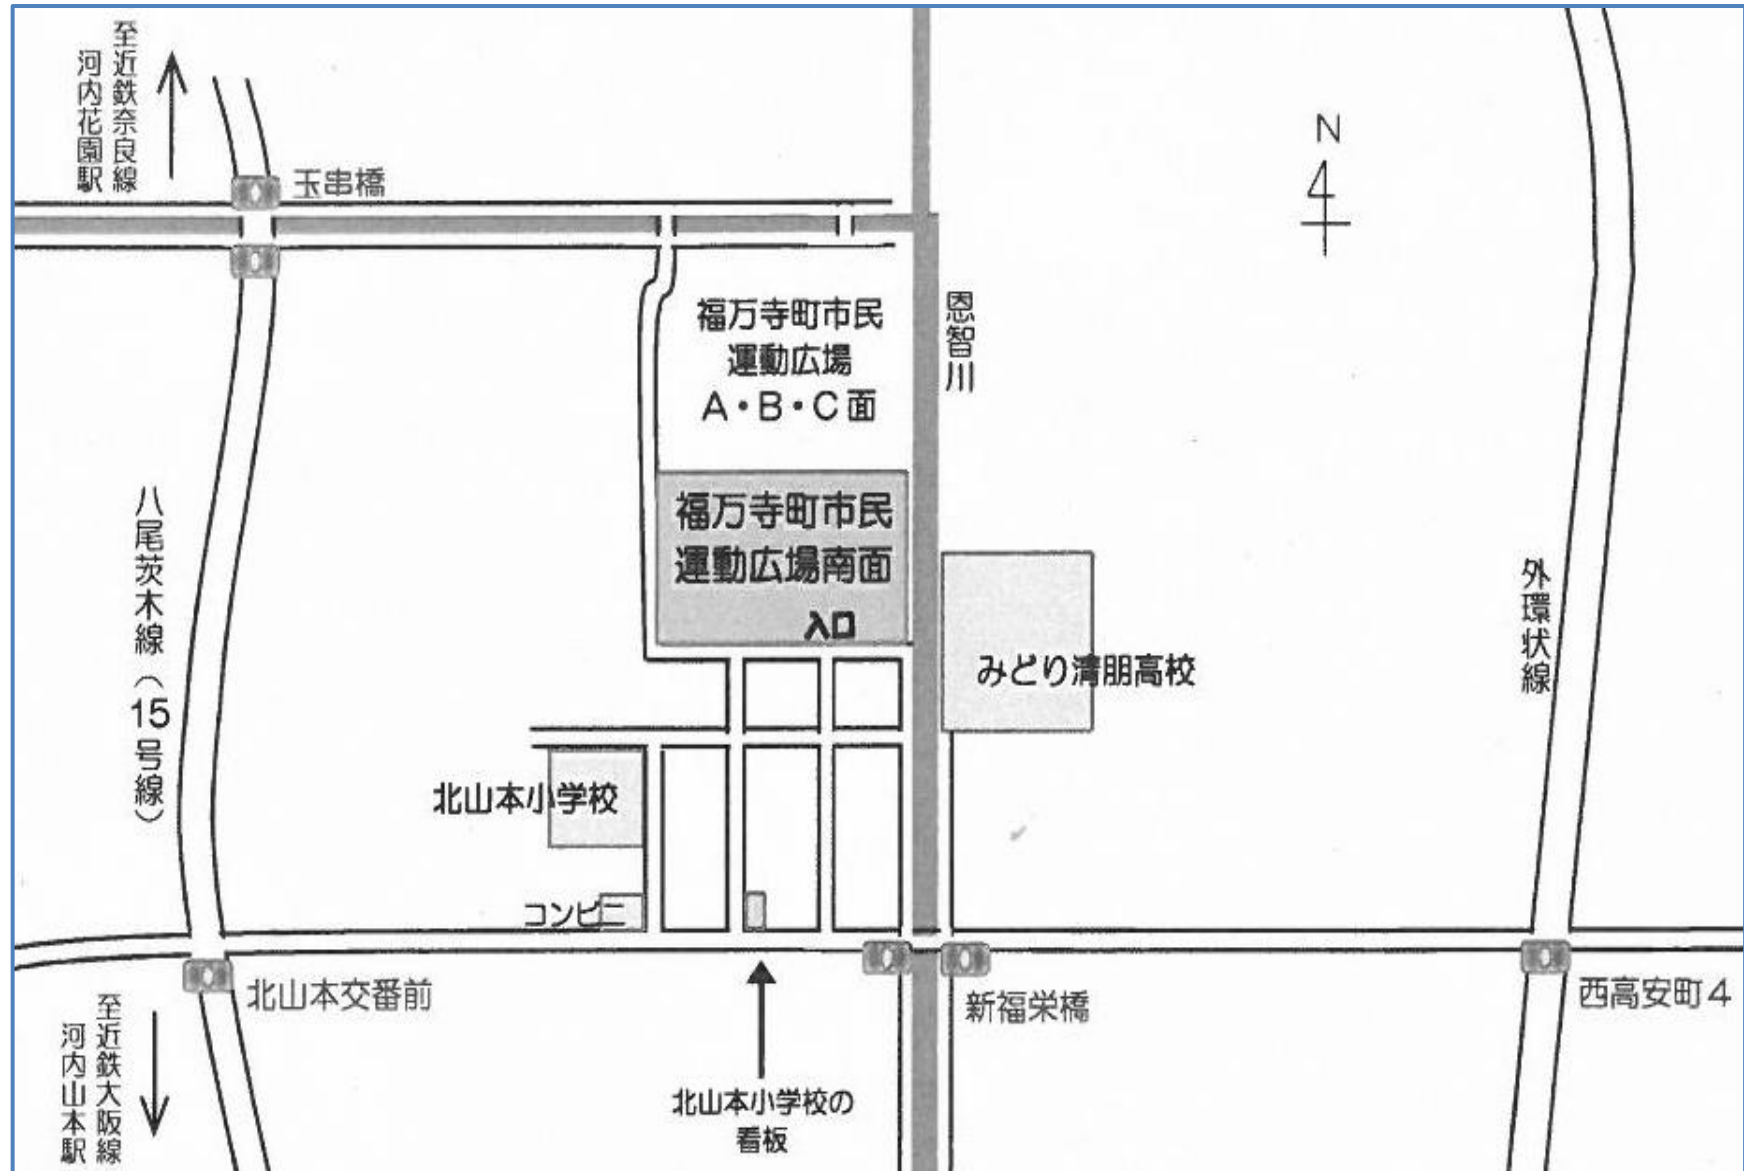 至近鉄奈良線
河内花園駅
玉串橋
N
福万寺町市民
運動広場
A・B・C面
恩智川
福万寺町市民
運動広場南面
入口
八尾茨木線(15号線)
外環状線
みどり清朋高校
北山本小学校
コンビニ
北山本交番前
新福栄橋
西高安町4
至近鉄大阪線
河内山本駅
北山本小学校の
看板